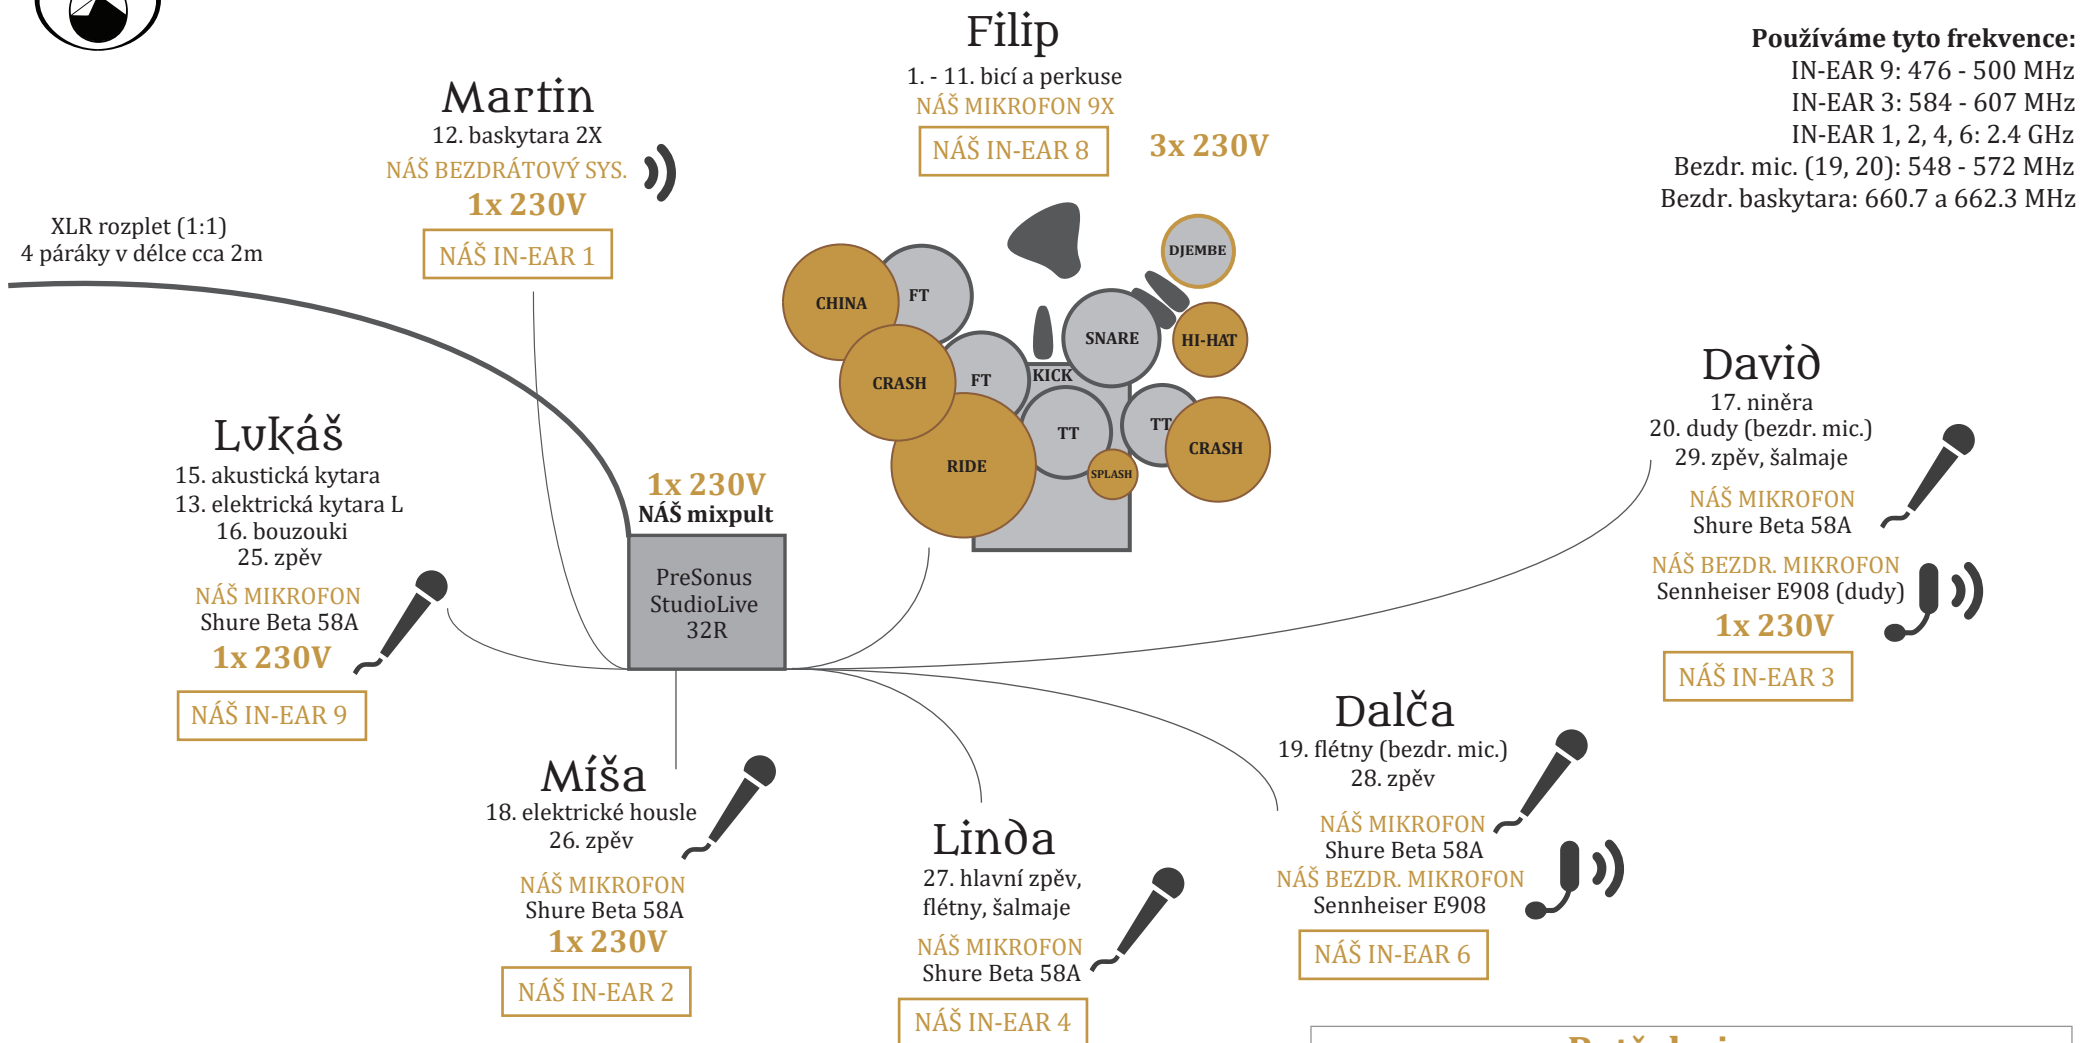 Filip
1. - 11. bicí a perkuse
NÁŠ MIKROFON 9X
NÁŠ IN-EAR 8
3x 230V
Používáme tyto frekvence:
IN-EAR 9: 476 - 500 MHz
IN-EAR 3: 584 - 607 MHz
IN-EAR 1, 2, 4, 6: 2.4 GHz
Bezdr. mic. (19, 20): 548 - 572 MHz
Bezdr. baskytara: 660.7 a 662.3 MHz
Martin
12. baskytara 2X
NÁŠ BEZDRÁTOVÝ SYS.
1x 230V
NÁŠ IN-EAR 1
XLR rozplet (1:1)
4 páráky v délce cca 2m
DJEMBE
CHINA
FT
SNARE
HI-HAT
CRASH
FT
KICK
TT
TT
CRASH
RIDE
SPLASH
Lukáš
15. akustická kytara
13. elektrická kytara L
16. bouzouki
25. zpěv
NÁŠ MIKROFON
Shure Beta 58A
1x 230V
NÁŠ IN-EAR 9
1x 230V
NÁŠ mixpult
PreSonus
StudioLive
32R
David
17. niněra
20. dudy (bezdr. mic.)
29. zpěv, šalmaje
NÁŠ MIKROFON
Shure Beta 58A
NÁŠ BEZDR. MIKROFON
Sennheiser E908 (dudy)
1x 230V
NÁŠ IN-EAR 3
Míša
18. elektrické housle
26. zpěv
NÁŠ MIKROFON
Shure Beta 58A
1x 230V
NÁŠ IN-EAR 2
Linda
27. hlavní zpěv,
flétny, šalmaje
NÁŠ MIKROFON
Shure Beta 58A
NÁŠ IN-EAR 4
Dalča
19. flétny (bezdr. mic.)
28. zpěv
NÁŠ MIKROFON
Shure Beta 58A
NÁŠ BEZDR. MIKROFON
Sennheiser E908
NÁŠ IN-EAR 6